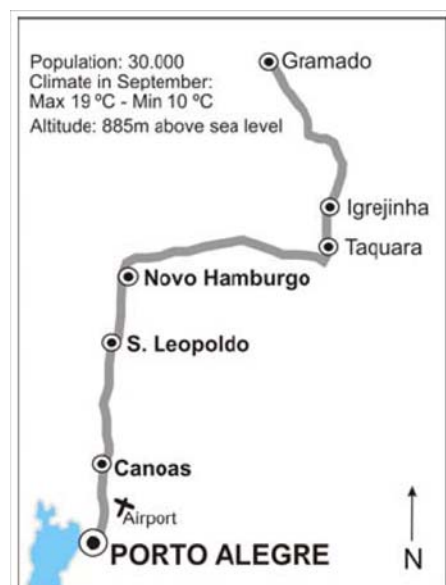 Population: 30.000
Climate in September:
Max 19 ºC - Min 10 ºC
Altitude: 885m above sea level
Gramado
Igrejinha
Taquara
Novo Hamburgo
S. Leopoldo
Canoas
Airport
PORTO ALEGRE
N